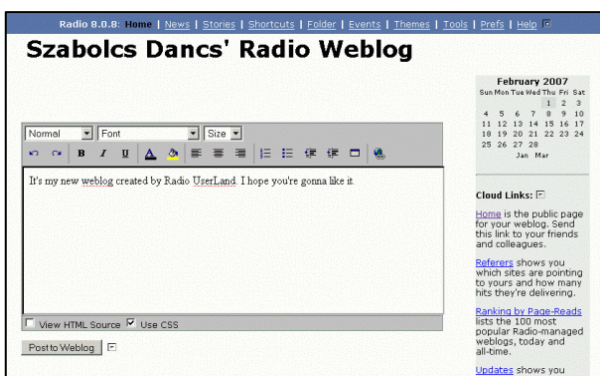 Radio 8.0.8: Home | News | Stories | Shortcuts | Folder | Events | Themes | Tools | Prefs | Help
Szabolcs Dancs' Radio Weblog
Normal Font Size
B I U A
It's my new weblog created by Radio UserLand. I hope you're gonna like it.
View HTML Source Use CSS
Post to Weblog
February 2007
Sun Mon Tue Wed Thu Fri Sat
1 2 3
4 5 6 7 8 9 10
11 12 13 14 15 16 17
18 19 20 21 22 23 24
25 26 27 28
Jan Mar
Cloud Links:
Home is the public page
for your weblog. Send
this link to your friends
and colleagues.
Referers shows you
which sites are pointing
to yours and how many
hits they're delivering.
Ranking by Page-Reads
lists the 100 most
popular Radio-managed
weblogs, today and
all-time.
Updates shows you